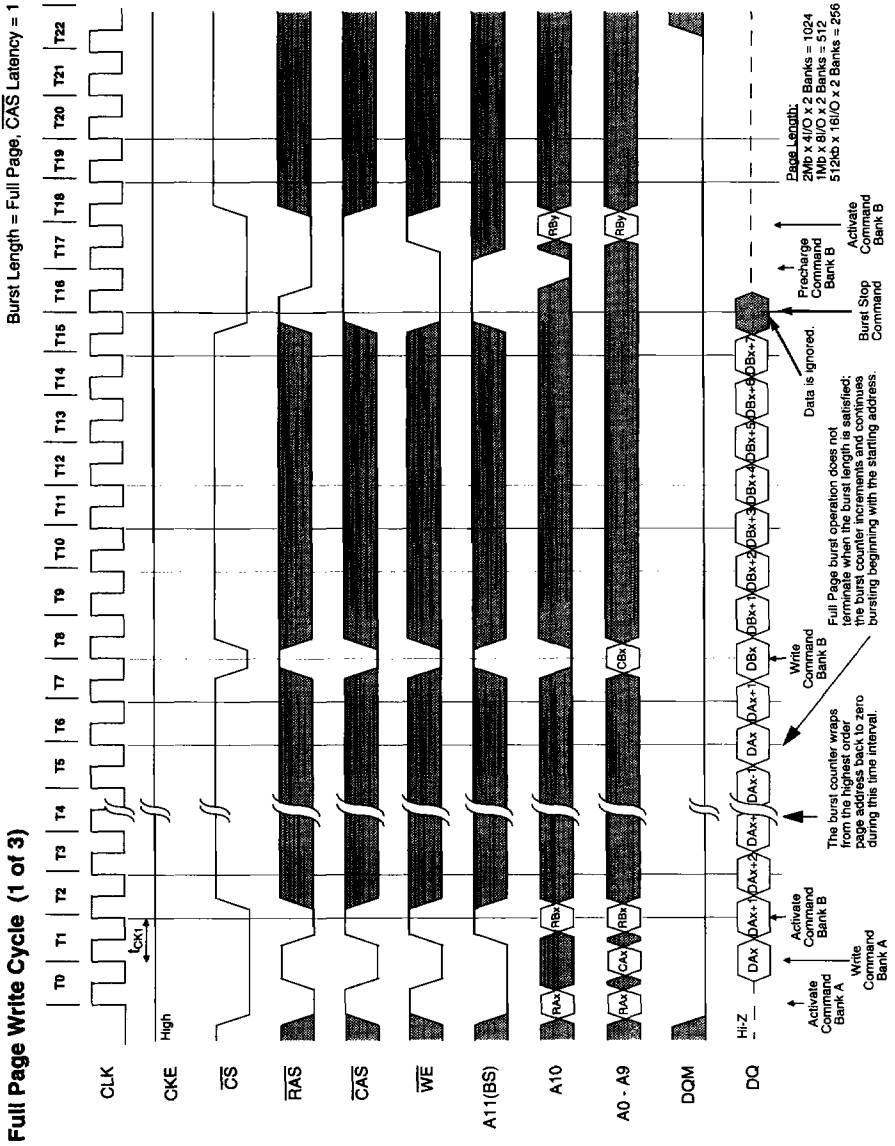 Full Page Write Cycle (1 of 3)
Burst Length = Full Page, CAS Latency = 1
T0 T1 T2 T3 T4 T5 T6 T7 T8 T9 T10 T11 T12 T13 T14 T15 T16 T17 T18 T19 T20 T21 T22
CLK
tCK1
CKE
High
CS
RAS
CAS
WE
A11(BS)
A10
RAx RBx RBy
A0 - A9
RAx CAx RBx CBx RBy
DQM
DQ
Hi-Z
DAx DAx+1 DAx+2 DAx+ DAx-1 DAx DAx+1 DBx DBx+1 DBx+2 DBx+3 DBx+4 DBx+5 DBx+6 DBx+7
Activate
Command
Bank A
Write
Command
Bank A
Activate
Command
Bank B
The burst counter wraps
from the highest order
page address back to zero
during this time interval.
Write
Command
Bank B
Full Page burst operation does not
terminate when the burst length is satisfied;
the burst counter increments and continues
bursting beginning with the starting address.
Data is ignored.
Burst Stop
Command
Precharge
Command
Bank B
Activate
Command
Bank B
Page Length:
2Mb x 4I/O x 2 Banks = 1024
1Mb x 8I/O x 2 Banks = 512
512kb x 16I/O x 2 Banks = 256